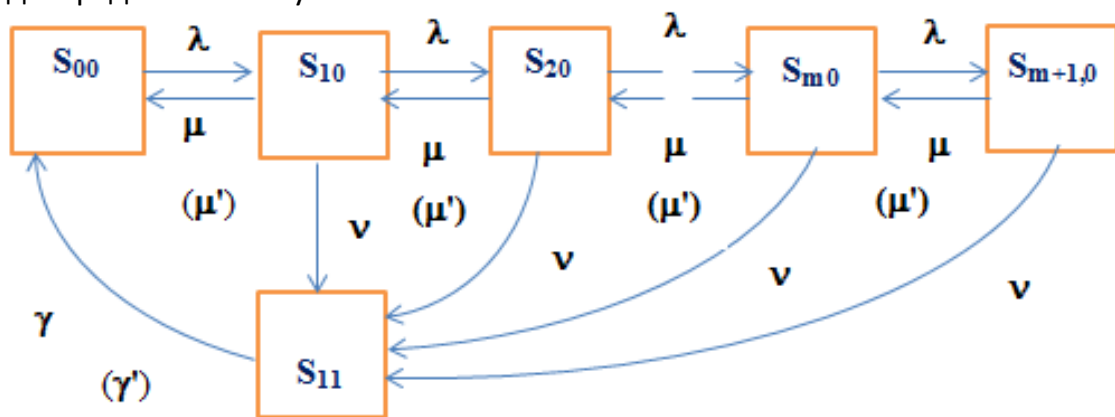 λ λ λ λ
S00 S10 S20 Sm0 Sm+1,0
μ μ μ μ
(μ') (μ') (μ') (μ')
ν ν ν ν
γ
S11
(γ')